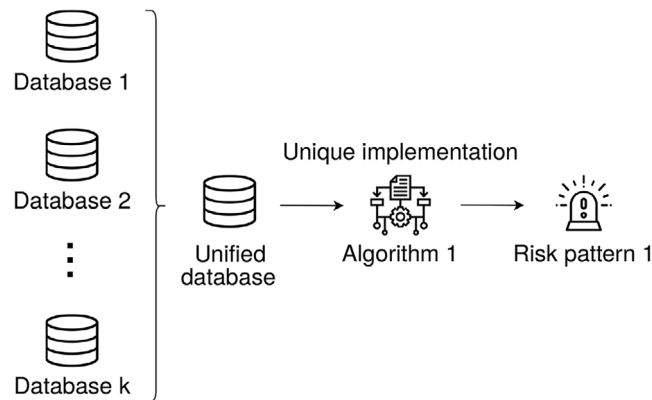 Database 1
Database 2
Database k
Unified
database
Unique implementation
Algorithm 1
Risk pattern 1